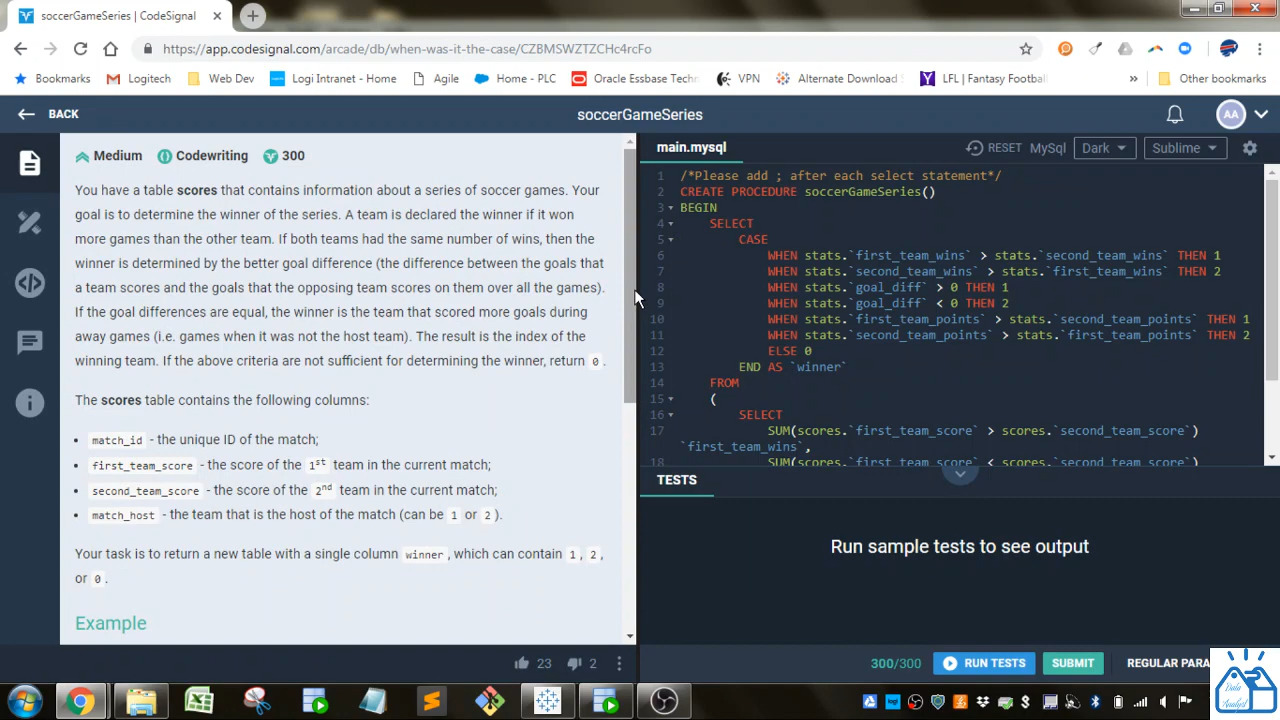 soccerGameSeries | CodeSignal
https://app.codesignal.com/arcade/db/when-was-it-the-case/CZBMSWZTZCHc4rcFo
Bookmarks Logitech Web Dev Logi Intranet - Home Agile Home - PLC Oracle Essbase Techn VPN Alternate Download LFL | Fantasy Football » Other bookmarks
BACK
soccerGameSeries
AA
Medium Codewriting 300
You have a table scores that contains information about a series of soccer games. Your
goal is to determine the winner of the series. A team is declared the winner if it won
more games than the other team. If both teams had the same number of wins, then the
winner is determined by the better goal difference (the difference between the goals that
a team scores and the goals that the opposing team scores on them over all the games).
If the goal differences are equal, the winner is the team that scored more goals during
away games (i.e. games when it was not the host team). The result is the index of the
winning team. If the above criteria are not sufficient for determining the winner, return 0 .
The scores table contains the following columns:
• match_id - the unique ID of the match;
• first_team_score - the score of the 1st team in the current match;
• second_team_score - the score of the 2nd team in the current match;
• match_host - the team that is the host of the match (can be 1 or 2 ).
Your task is to return a new table with a single column winner , which can contain 1 , 2 ,
or 0 .
Example
23 2
main.mysql
RESET MySql Dark Sublime
1 /*Please add ; after each select statement*/
2 CREATE PROCEDURE soccerGameSeries()
3 BEGIN
4 SELECT
5 CASE
6 WHEN stats.`first_team_wins` > stats.`second_team_wins` THEN 1
7 WHEN stats.`second_team_wins` > stats.`first_team_wins` THEN 2
8 WHEN stats.`goal_diff` > 0 THEN 1
9 WHEN stats.`goal_diff` < 0 THEN 2
10 WHEN stats.`first_team_points` > stats.`second_team_points` THEN 1
11 WHEN stats.`second_team_points` > stats.`first_team_points` THEN 2
12 ELSE 0
13 END AS `winner`
14 FROM
15 (
16 SELECT
17 SUM(scores.`first_team_score` > scores.`second_team_score`)
`first_team_wins`,
18 SUM(scores.`first_team_score` < scores.`second_team_score`)
TESTS
Run sample tests to see output
300/300 RUN TESTS SUBMIT REGULAR PARA
Data
Analyst